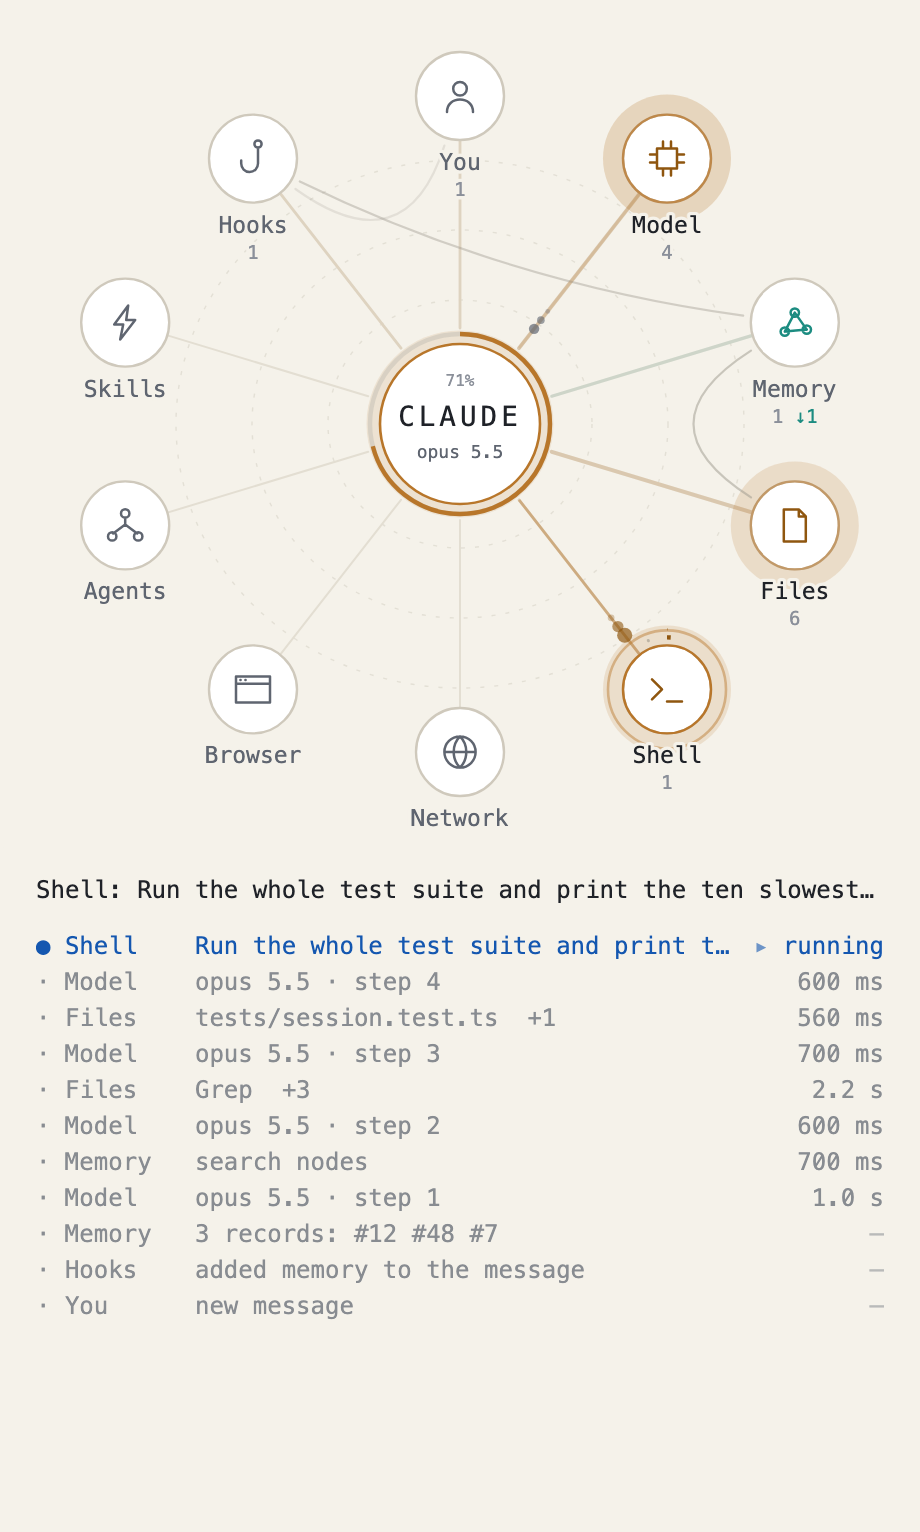 You
1
Hooks
1
Model
4
Skills
Memory
1 ↓1
71%
CLAUDE
opus 5.5
Agents
Files
6
Browser
Shell
1
Network
Shell: Run the whole test suite and print the ten slowest…
● Shell Run the whole test suite and print t… ▸ running
· Model opus 5.5 · step 4 600 ms
· Files tests/session.test.ts +1 560 ms
· Model opus 5.5 · step 3 700 ms
· Files Grep +3 2.2 s
· Model opus 5.5 · step 2 600 ms
· Memory search nodes 700 ms
· Model opus 5.5 · step 1 1.0 s
· Memory 3 records: #12 #48 #7 —
· Hooks added memory to the message —
· You new message —